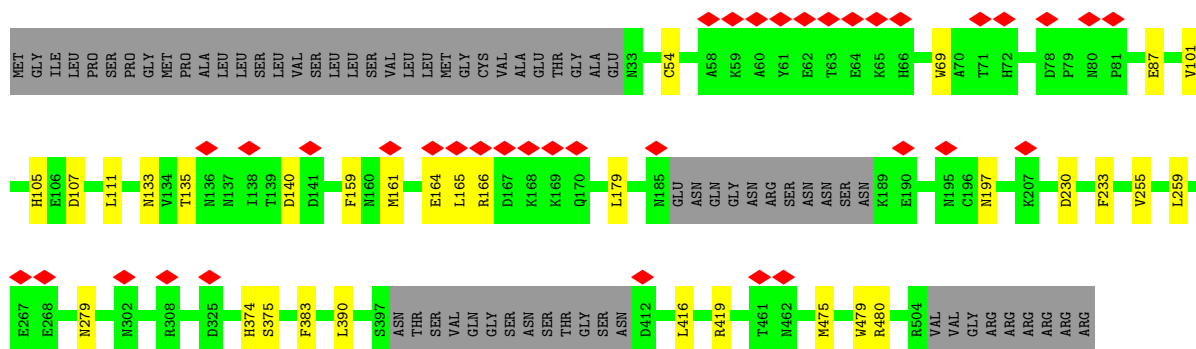 MET GLY ILE LEU PRO SER PRO GLY MET PRO ALA LEU LEU SER LEU VAL SER LEU LEU SER VAL LEU LEU MET GLY CYS VAL ALA GLU THR GLY ALA GLU N33 C54 A58 K59 A60 Y61 E62 T63 E64 K65 H66 W69 A70 T71 H72 D78 P79 N80 P81 E87 V101
H105 E106 D107 L111 N133 V134 T135 N136 N137 I138 T139 D140 D141 F159 N160 M161 E164 L165 R166 D167 K168 K169 Q170 L179 N185 GLU ASN GLN GLY ASN ARG SER ASN ASN SER ASN K189 E190 N195 C196 N197 K207 D230 F233 V255 L259
E267 E268 N279 N302 R308 D325 H374 S375 F383 L390 S397 ASN THR SER VAL GLN GLY SER ASN SER THR GLY SER ASN D412 L416 R419 T461 N462 M475 W479 R480 R504 VAL VAL GLY ARG ARG ARG ARG ARG ARG